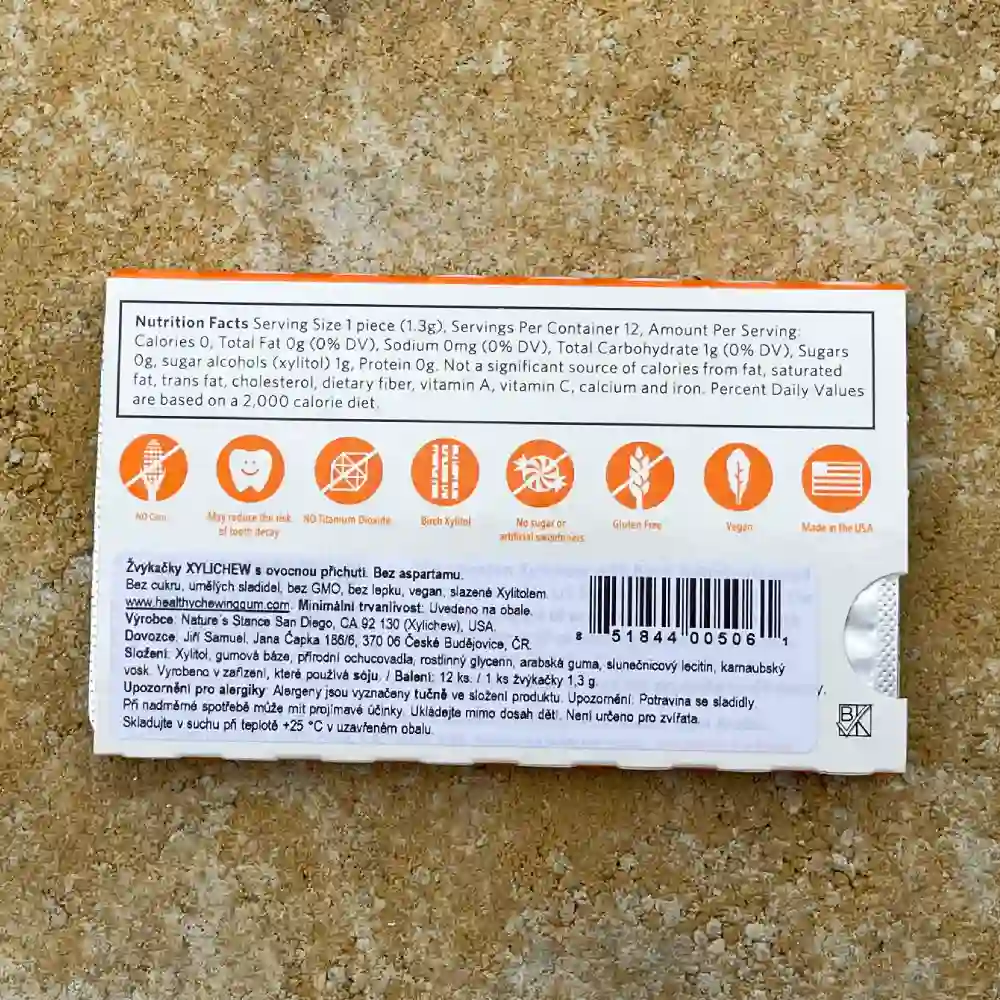 Nutrition Facts Serving Size 1 piece (1.3g), Servings Per Container 12, Amount Per Serving:
Calories 0, Total Fat 0g (0% DV), Sodium 0mg (0% DV), Total Carbohydrate 1g (0% DV), Sugars
0g, sugar alcohols (xylitol) 1g, Protein 0g. Not a significant source of calories from fat, saturated
fat, trans fat, cholesterol, dietary fiber, vitamin A, vitamin C, calcium and iron. Percent Daily Values
are based on a 2,000 calorie diet.
NO Corn
May reduce the risk
of tooth decay
NO Titanium Dioxide
Birch Xylitol
No sugar or
artificial sweeteners
Gluten Free
Vegan
Made in the USA
Žvýkačky XYLICHEW s ovocnou příchutí. Bez aspartamu.
Bez cukru, umělých sladidel, bez GMO, bez lepku, vegan, slazené Xylitolem.
www.healthychewinggum.com. Minimální trvanlivost: Uvedeno na obale.
Výrobce: Nature's Stance San Diego, CA 92 130 (Xylichew), USA.
Dovozce: Jiří Samuel, Jana Čapka 186/6, 370 06 České Budějovice, ČR.
Složení: Xylitol, gumová báze, přírodní ochucovadla, rostlinný glycerin, arabská guma, slunečnicový lecitin, karnaubský
vosk. Vyrobeno v zařízení, které používá sóju. / Balení: 12 ks. / 1 ks žvýkačky 1,3 g.
Upozornění pro alergiky: Alergeny jsou vyznačeny tučně ve složení produktu. Upozornění: Potravina se sladidly.
Při nadměrné spotřebě může mít projímavé účinky. Ukládejte mimo dosah dětí. Není určeno pro zvířata.
Skladujte v suchu při teplotě +25 °C v uzavřeném obalu.
8 51844 00506 1